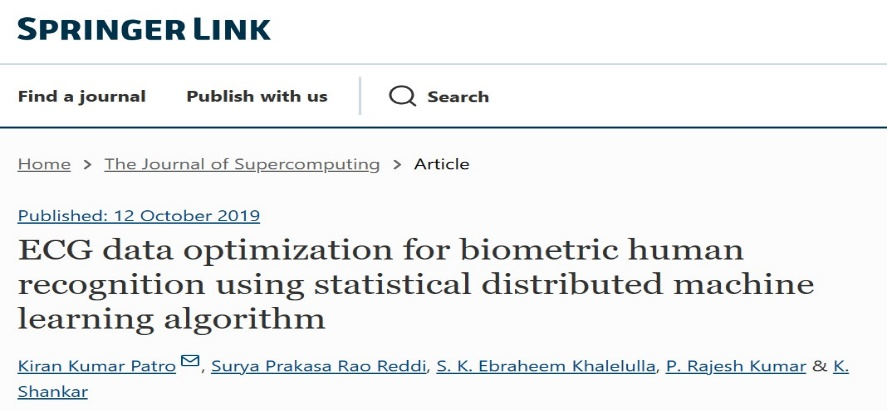 SPRINGER LINK
Find a journal Publish with us Search
Home > The Journal of Supercomputing > Article
Published: 12 October 2019
ECG data optimization for biometric human
recognition using statistical distributed machine
learning algorithm
Kiran Kumar Patro, Surya Prakasa Rao Reddi, S. K. Ebraheem Khalelulla, P. Rajesh Kumar & K.
Shankar